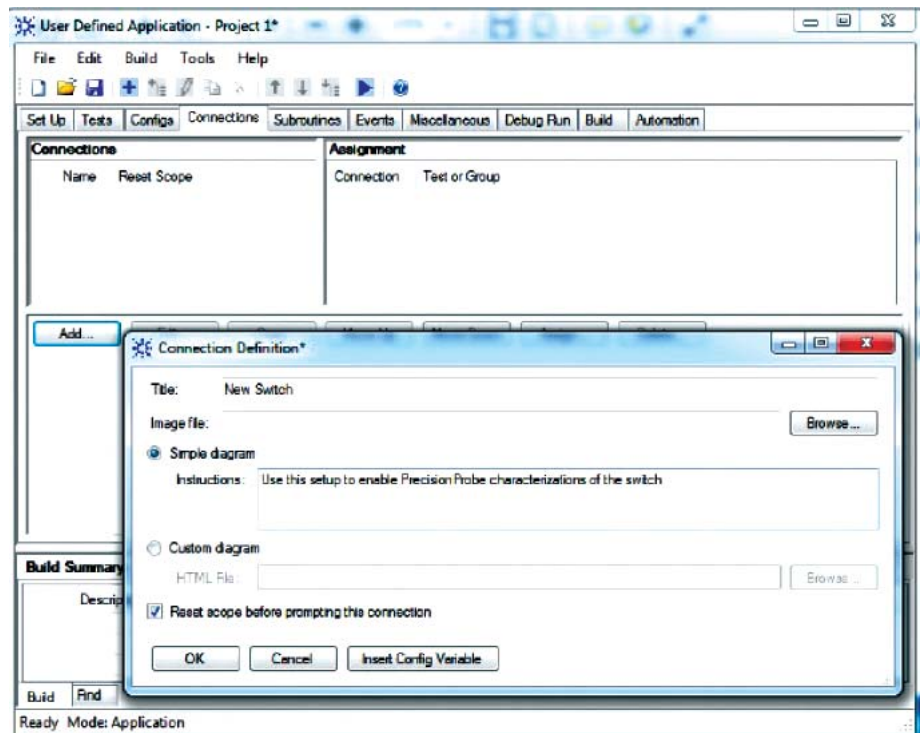 User Defined Application - Project 1*
File Edit Build Tools Help
Set Up Tests Configs Connections Subroutines Events Miscellaneous Debug Run Build Automation
Connections
Name Reset Scope
Assignment
Connection Test or Group
Add...
Connection Definition*
Title: New Switch
Image file: Browse...
Simple diagram
Instructions: Use this setup to enable Precision Probe characterizations of the switch
Custom diagram
HTML File: Browse...
Reset scope before prompting this connection
OK Cancel Insert Config Variable
Build Summary
Descrip
Build Find
Ready Mode: Application